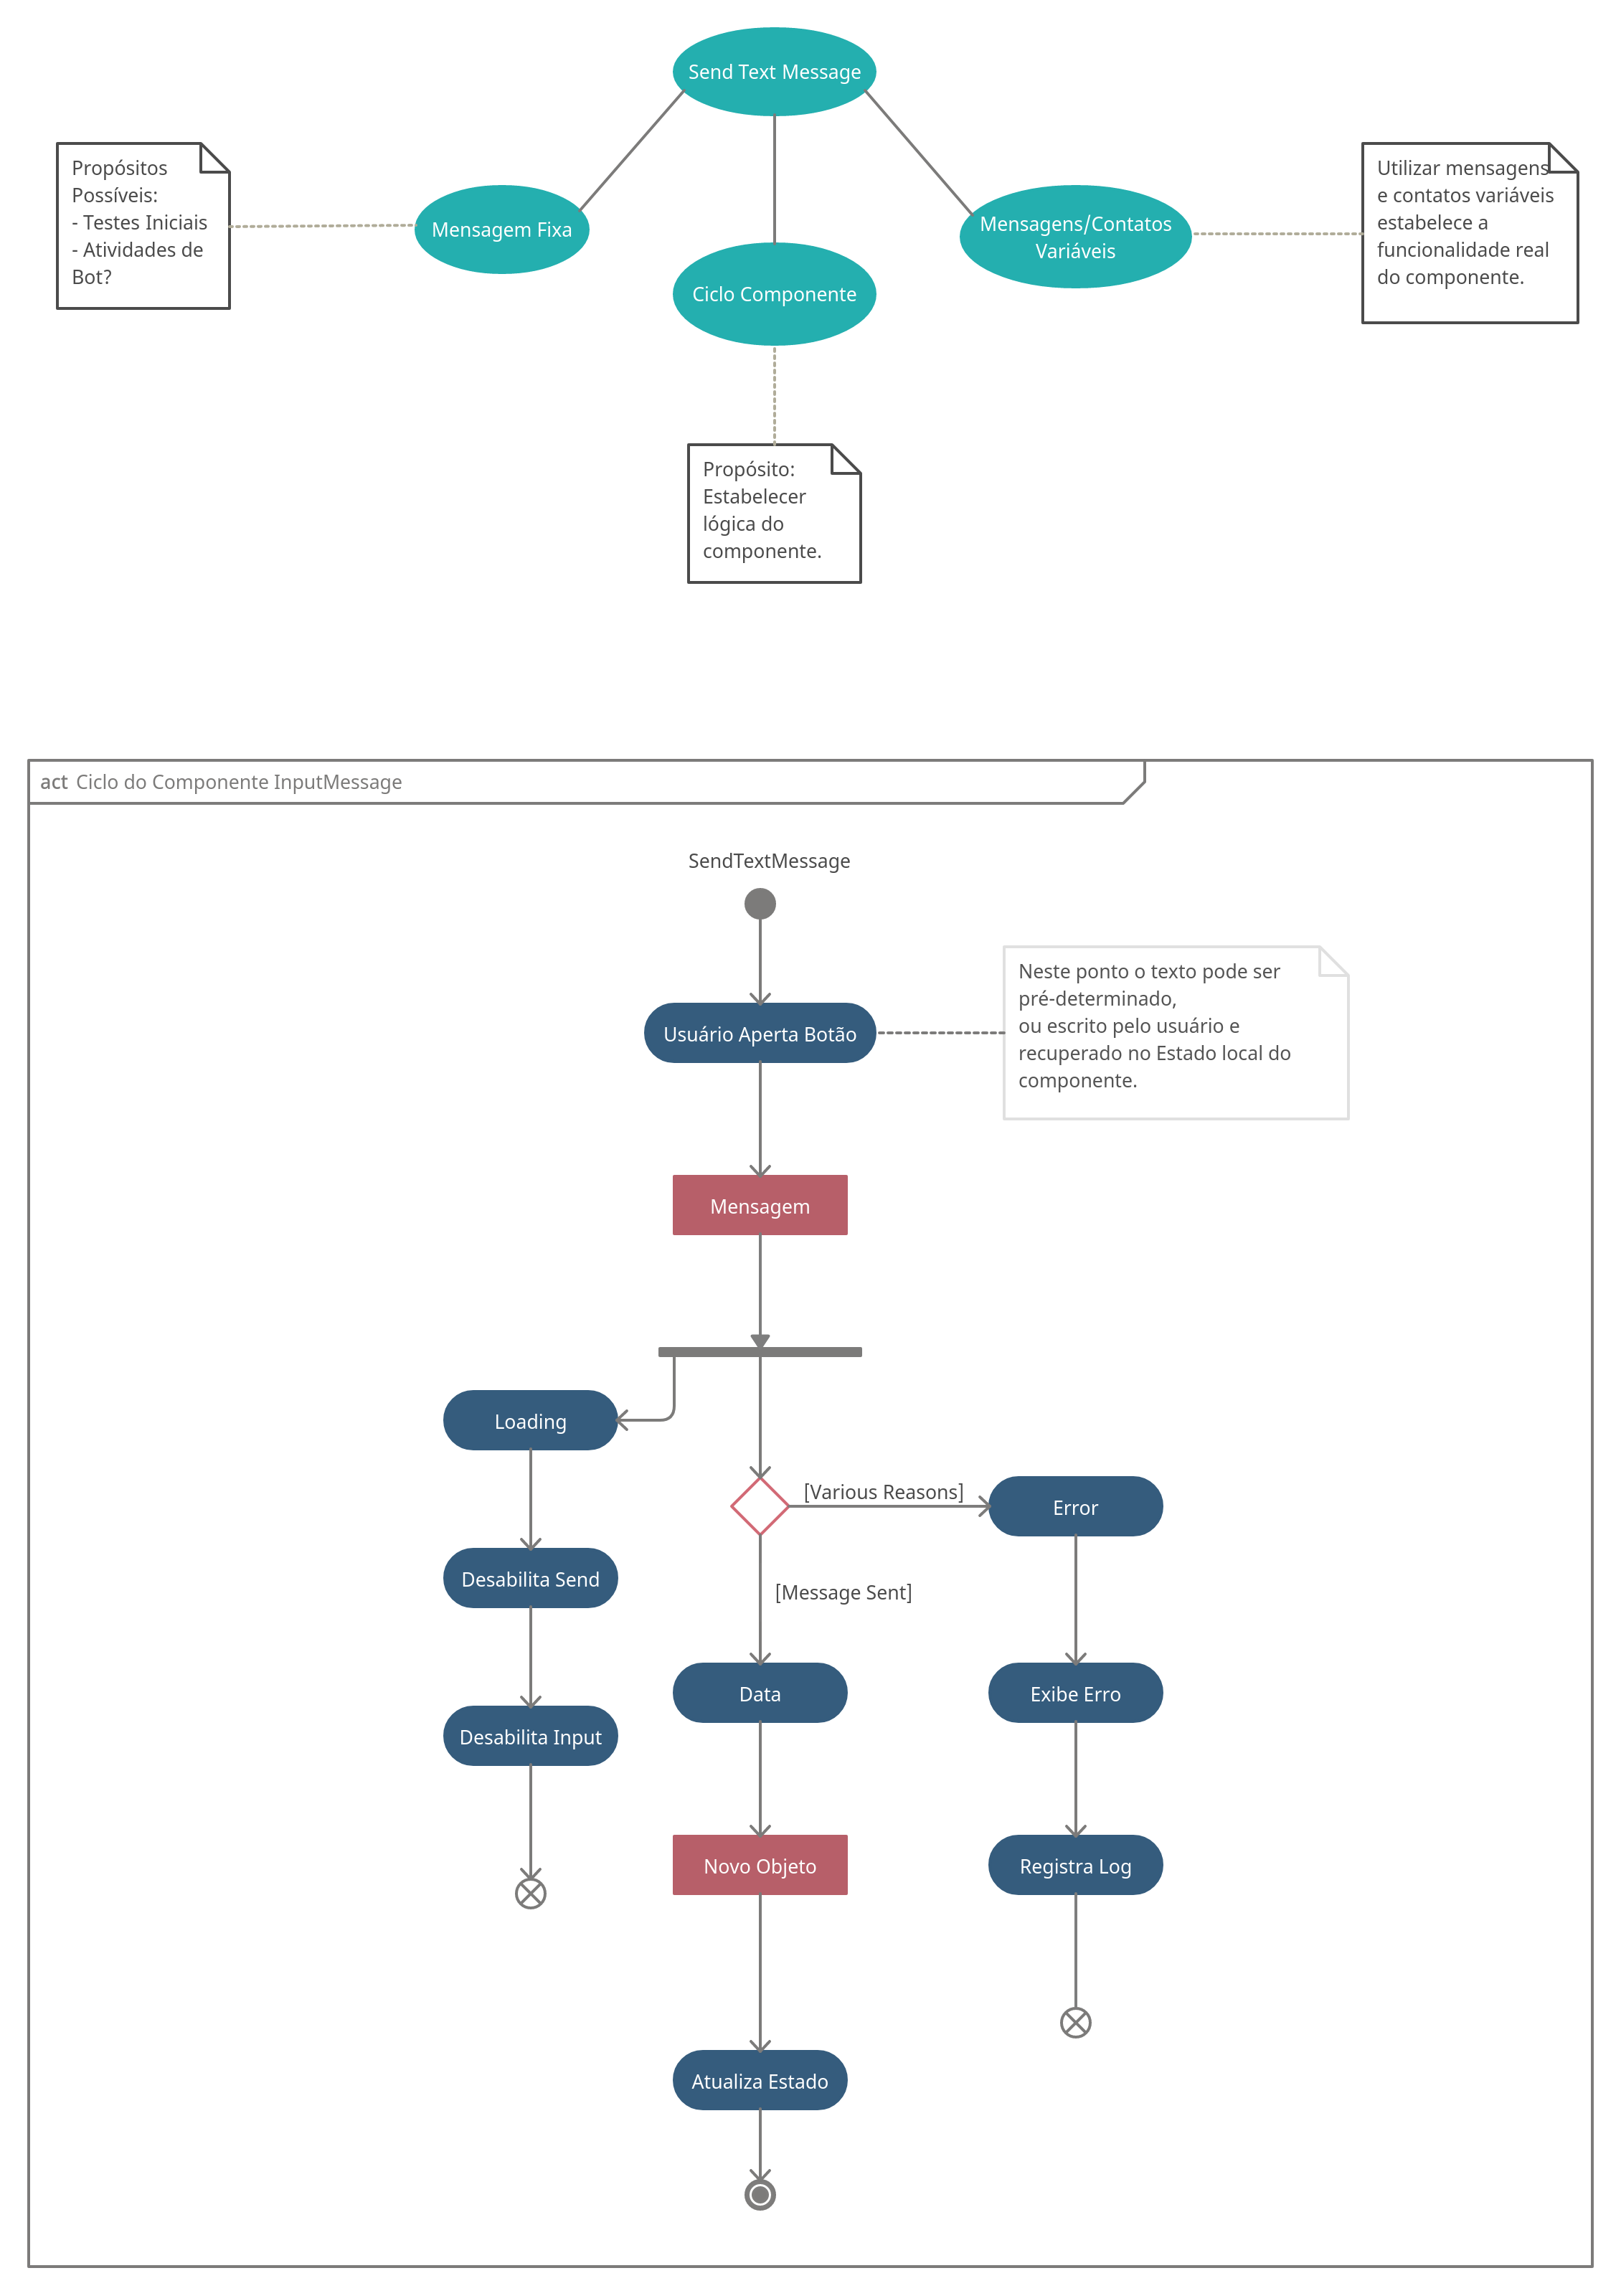 Send Text Message
Propósitos
Possíveis:
- Testes Iniciais
- Atividades de
Bot?
Mensagem Fixa
Ciclo Componente
Mensagens/Contatos
Variáveis
Utilizar mensagens
e contatos variáveis
estabelece a
funcionalidade real
do componente.
Propósito:
Estabelecer
lógica do
componente.
act Ciclo do Componente InputMessage
SendTextMessage
Usuário Aperta Botão
Neste ponto o texto pode ser
pré-determinado,
ou escrito pelo usuário e
recuperado no Estado local do
componente.
Mensagem
Loading
[Various Reasons]
Error
Desabilita Send
[Message Sent]
Data
Exibe Erro
Desabilita Input
Novo Objeto
Registra Log
Atualiza Estado